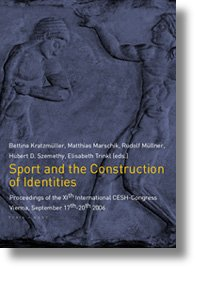 Bettina Kratzmüller, Matthias Marschik, Rudolf Müllner,
Hubert D. Szemethy, Elisabeth Trinkl (eds.)
Sport and the Construction
of Identities
Proceedings of the XIth International CESH-Congress
Vienna, September 17th-20th 2006